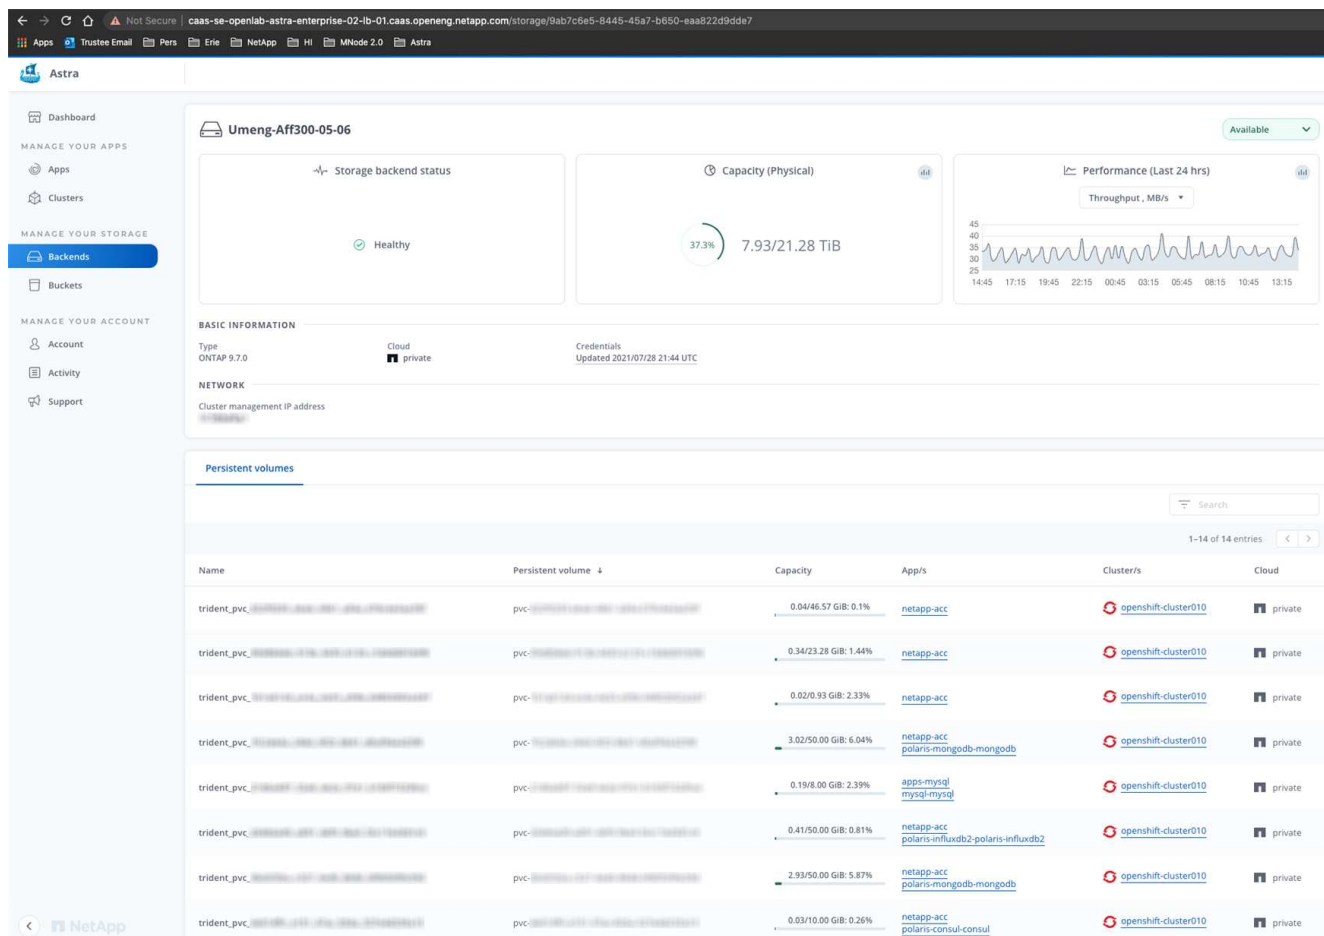 Not Secure | caas-se-openlab-astra-enterprise-02-lb-01.caas.openeng.netapp.com/storage/9ab7c6e5-8445-45a7-b650-eaa822d9dde7
Apps Trustee Email Pers Erie NetApp HI MNode 2.0 Astra
Astra
Dashboard
MANAGE YOUR APPS
Apps
Clusters
MANAGE YOUR STORAGE
Backends
Buckets
MANAGE YOUR ACCOUNT
Account
Activity
Support
NetApp
Umeng-Aff300-05-06
Available
Storage backend status
Healthy
Capacity (Physical)
37.3%
7.93/21.28 TiB
Performance (Last 24 hrs)
Throughput , MB/s
45
40
35
30
25
14:45 17:15 19:45 22:15 00:45 03:15 05:45 08:15 10:45 13:15
BASIC INFORMATION
Type Cloud Credentials
ONTAP 9.7.0 private Updated 2021/07/28 21:44 UTC
NETWORK
Cluster management IP address
Persistent volumes
Search
1–14 of 14 entries
Name Persistent volume Capacity App/s Cluster/s Cloud
trident_pvc_ pvc- 0.04/46.57 GiB: 0.1% netapp-acc openshift-cluster010 private
trident_pvc_ pvc- 0.34/23.28 GiB: 1.44% netapp-acc openshift-cluster010 private
trident_pvc_ pvc- 0.02/0.93 GiB: 2.33% netapp-acc openshift-cluster010 private
trident_pvc_ pvc- 3.02/50.00 GiB: 6.04% netapp-acc openshift-cluster010 private
polaris-mongodb-mongodb
trident_pvc_ pvc- 0.19/8.00 GiB: 2.39% apps-mysql openshift-cluster010 private
mysql-mysql
trident_pvc_ pvc- 0.41/50.00 GiB: 0.81% netapp-acc openshift-cluster010 private
polaris-influxdb2-polaris-influxdb2
trident_pvc_ pvc- 2.93/50.00 GiB: 5.87% netapp-acc openshift-cluster010 private
polaris-mongodb-mongodb
trident_pvc_ pvc- 0.03/10.00 GiB: 0.26% netapp-acc openshift-cluster010 private
polaris-consul-consul